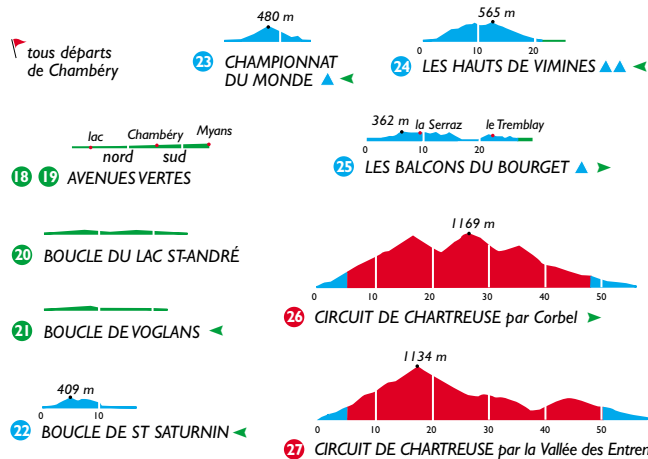 tous départs
de Chambéry
480 m
23 CHAMPIONNAT
DU MONDE
565 m
0 10 20
24 LES HAUTS DE VIMINES
lac Chambéry Myans
nord sud
18 19 AVENUES VERTES
362 m la Serraz le Tremblay
0 10 20
25 LES BALCONS DU BOURGET
20 BOUCLE DU LAC ST-ANDRÉ
1169 m
0 10 20 30 40 50
26 CIRCUIT DE CHARTREUSE par Corbel
21 BOUCLE DE VOGLANS
409 m
0 10
22 BOUCLE DE ST SATURNIN
1134 m
0 10 20 30 40 50
27 CIRCUIT DE CHARTREUSE par la Vallée des Entrem